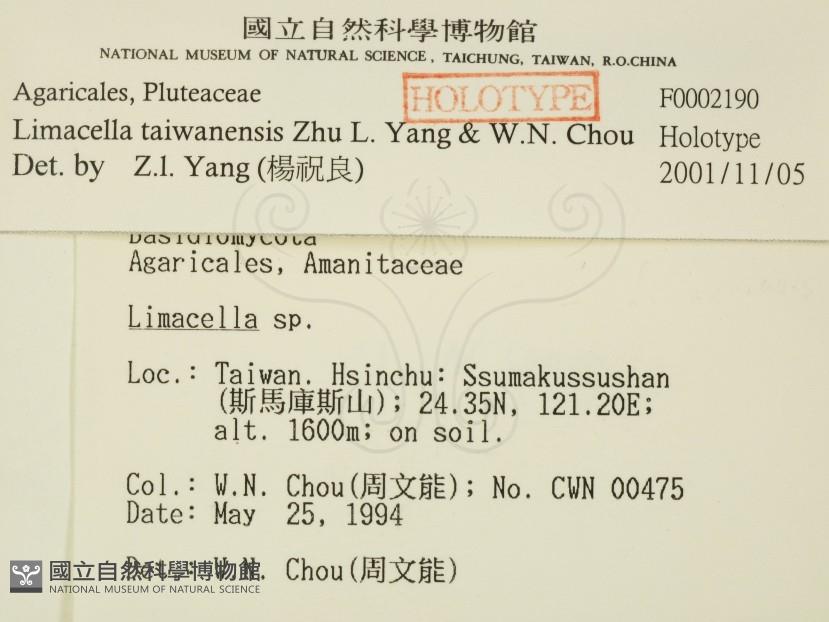 國立自然科學博物館
NATIONAL MUSEUM OF NATURAL SCIENCE, TAICHUNG, TAIWAN, R.O.CHINA
Agaricales, Pluteaceae HOLOTYPE F0002190
Limacella taiwanensis Zhu L. Yang & W.N. Chou Holotype
Det. by Z.l. Yang (楊祝良) 2001/11/05
Basidiomycota
Agaricales, Amanitaceae
Limacella sp.
Loc.: Taiwan. Hsinchu: Ssumakussushan
(斯馬庫斯山); 24.35N, 121.20E;
alt. 1600m; on soil.
Col.: W.N. Chou(周文能); No. CWN 00475
Date: May 25, 1994
Det.: W.N. Chou(周文能)
國立自然科學博物館
NATIONAL MUSEUM OF NATURAL SCIENCE